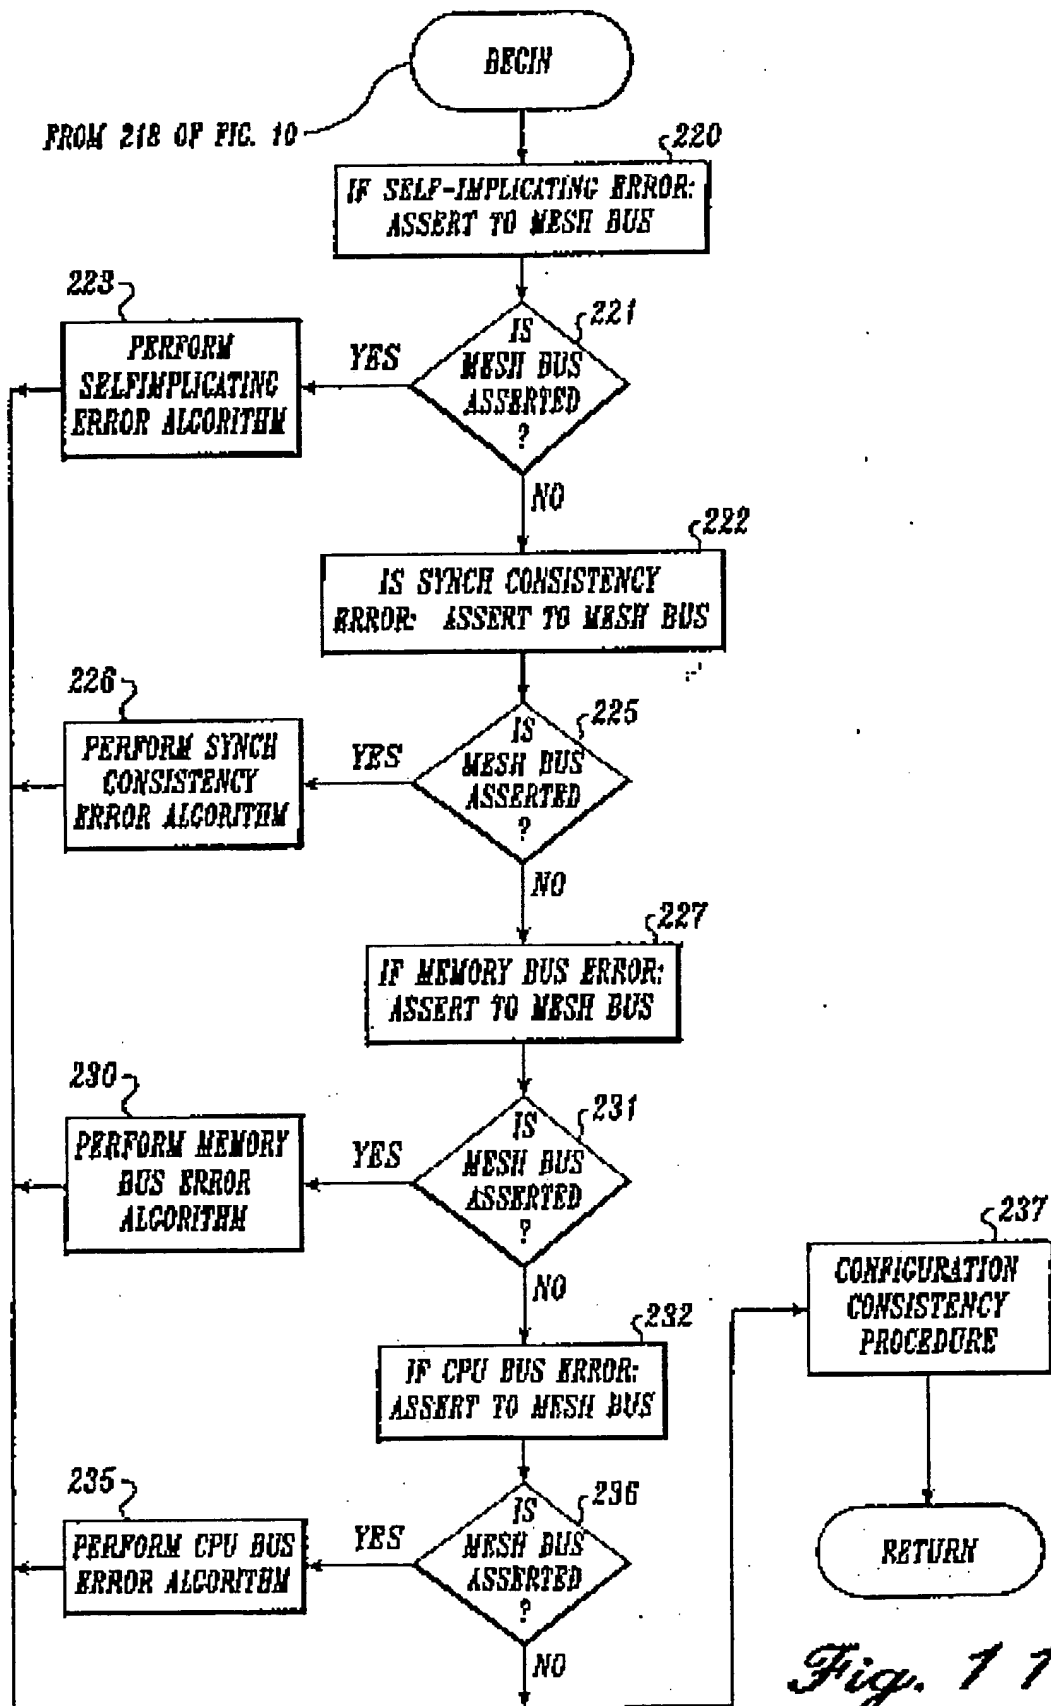 BEGIN
FROM 218 OF FIG. 10
220
IF SELF-IMPLICATING ERROR:
ASSERT TO MESH BUS
223
PERFORM
SELFIMPLICATING
ERROR ALGORITHM
YES
221
IS
MESH BUS
ASSERTED
?
NO
222
IS SYNCH CONSISTENCY
ERROR: ASSERT TO MESH BUS
226
PERFORM SYNCH
CONSISTENCY
ERROR ALGORITHM
YES
225
IS
MESH BUS
ASSERTED
?
NO
227
IF MEMORY BUS ERROR:
ASSERT TO MESH BUS
230
PERFORM MEMORY
BUS ERROR
ALGORITHM
YES
231
IS
MESH BUS
ASSERTED
?
NO
232
IF CPU BUS ERROR:
ASSERT TO MESH BUS
235
PERFORM CPU BUS
ERROR ALGORITHM
YES
236
IS
MESH BUS
ASSERTED
?
NO
237
CONFIGURATION
CONSISTENCY
PROCEDURE
RETURN
Fig. 11